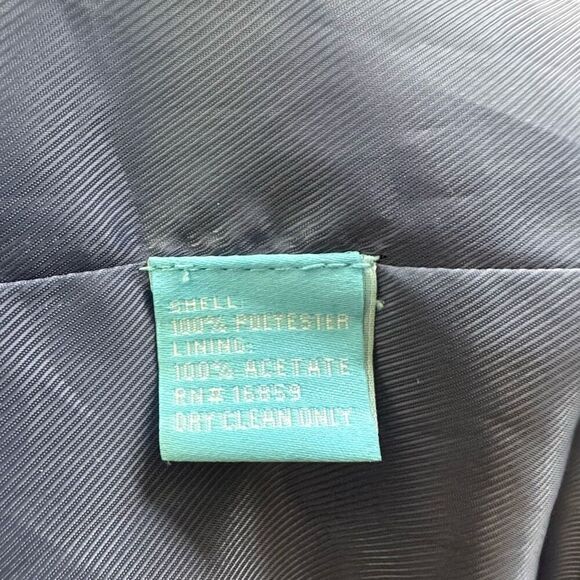 SHELL:
100% POLYESTER
LINING:
100% ACETATE
RN# 16859
DRY CLEAN ONLY